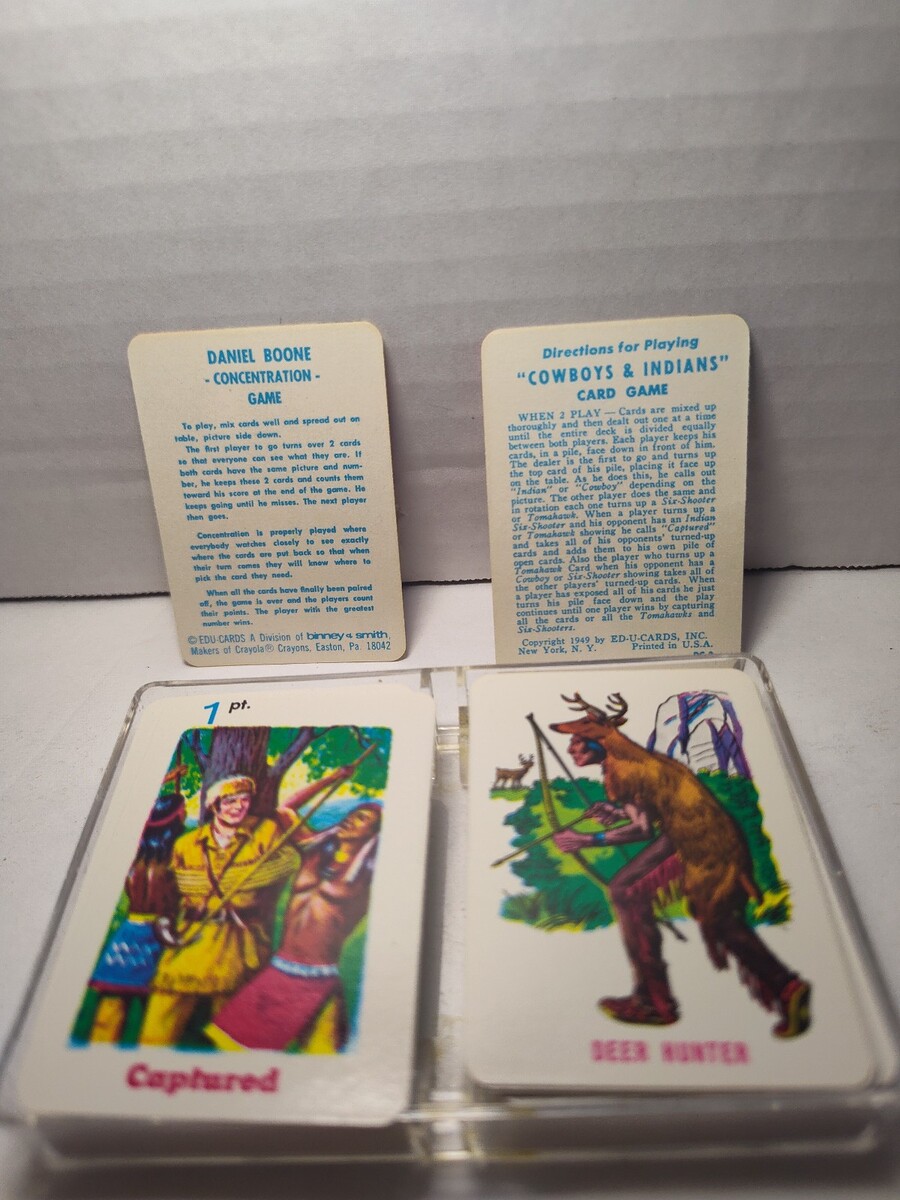 DANIEL BOONE
- CONCENTRATION -
GAME
To play, mix cards well and spread out on
table, picture side down.
The first player to go turns over 2 cards
so that everyone can see what they are. If
both cards have the same picture and num-
ber, he keeps these 2 cards and counts them
toward his score at the end of the game. He
keeps going until he misses. The next player
then goes.
Concentration is properly played where
everybody watches closely to see exactly
where the cards are put back so that when
their turn comes they will know where to
pick the card they need.
When all the cards have finally been paired
off, the game is over and the players count
their points. The player with the greatest
number wins.
© EDU-CARDS A Division of binney & smith,
Makers of Crayola® Crayons, Easton, Pa. 18042
Directions for Playing
"COWBOYS & INDIANS"
CARD GAME
WHEN 2 PLAY — Cards are mixed up
thoroughly and then dealt out one at a time
until the entire deck is divided equally
between both players. Each player keeps his
cards, in a pile, face down in front of him.
The dealer is the first to go and turns up
the top card of his pile, placing it face up
on the table. As he does this, he calls out
"Indian" or "Cowboy" depending on the
picture. The other player does the same and
in rotation each one turns up a Six-Shooter
or Tomahawk. When a player turns up a
Six-Shooter and his opponent has an Indian
or Tomahawk showing he calls "Captured"
and takes all of his opponents' turned-up
cards and adds them to his own pile of
open cards. Also the player who turns up a
Tomahawk Card when his opponent has a
Cowboy or Six-Shooter showing takes all of
the other players' turned-up cards. When
a player has exposed all of his cards he just
turns his pile face down and the play
continues until one player wins by capturing
all the cards or all the Tomahawks and
Six-Shooters.
Copyright 1949 by ED-U-CARDS, INC.
New York, N. Y. Printed in U.S.A.
1 pt.
Captured
DEER HUNTER